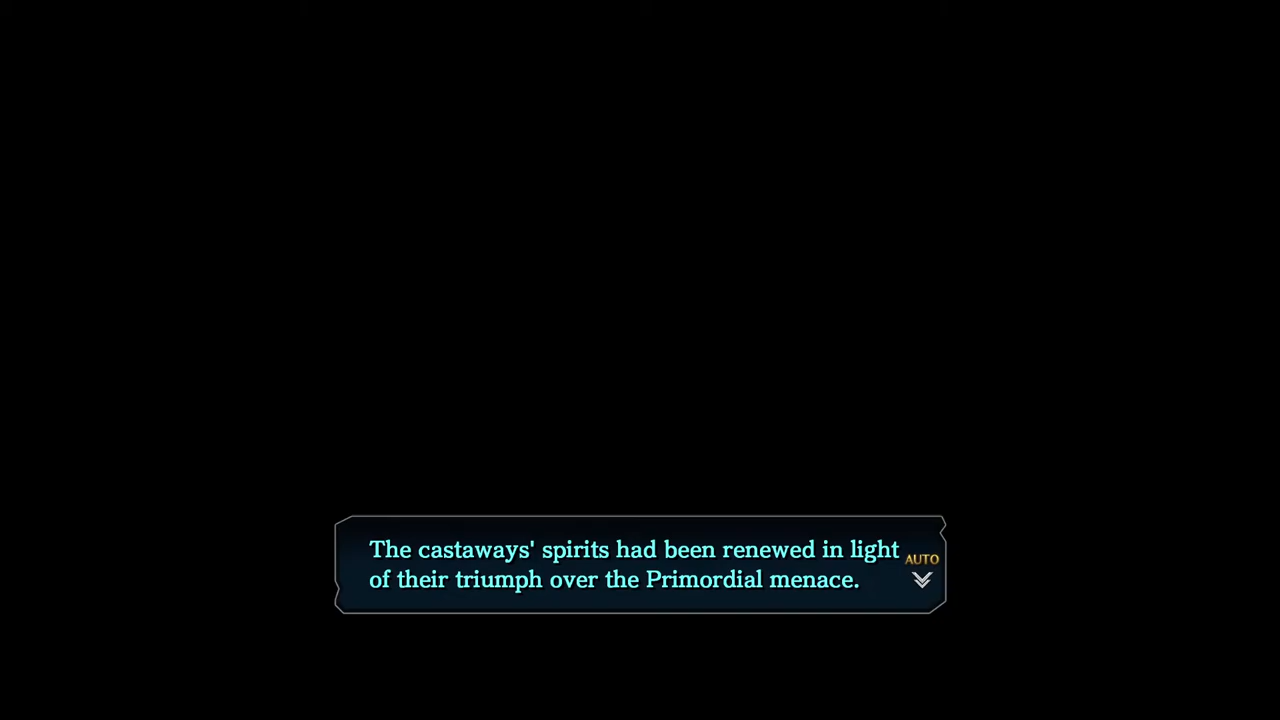 The castaways' spirits had been renewed in light
of their triumph over the Primordial menace.
AUTO